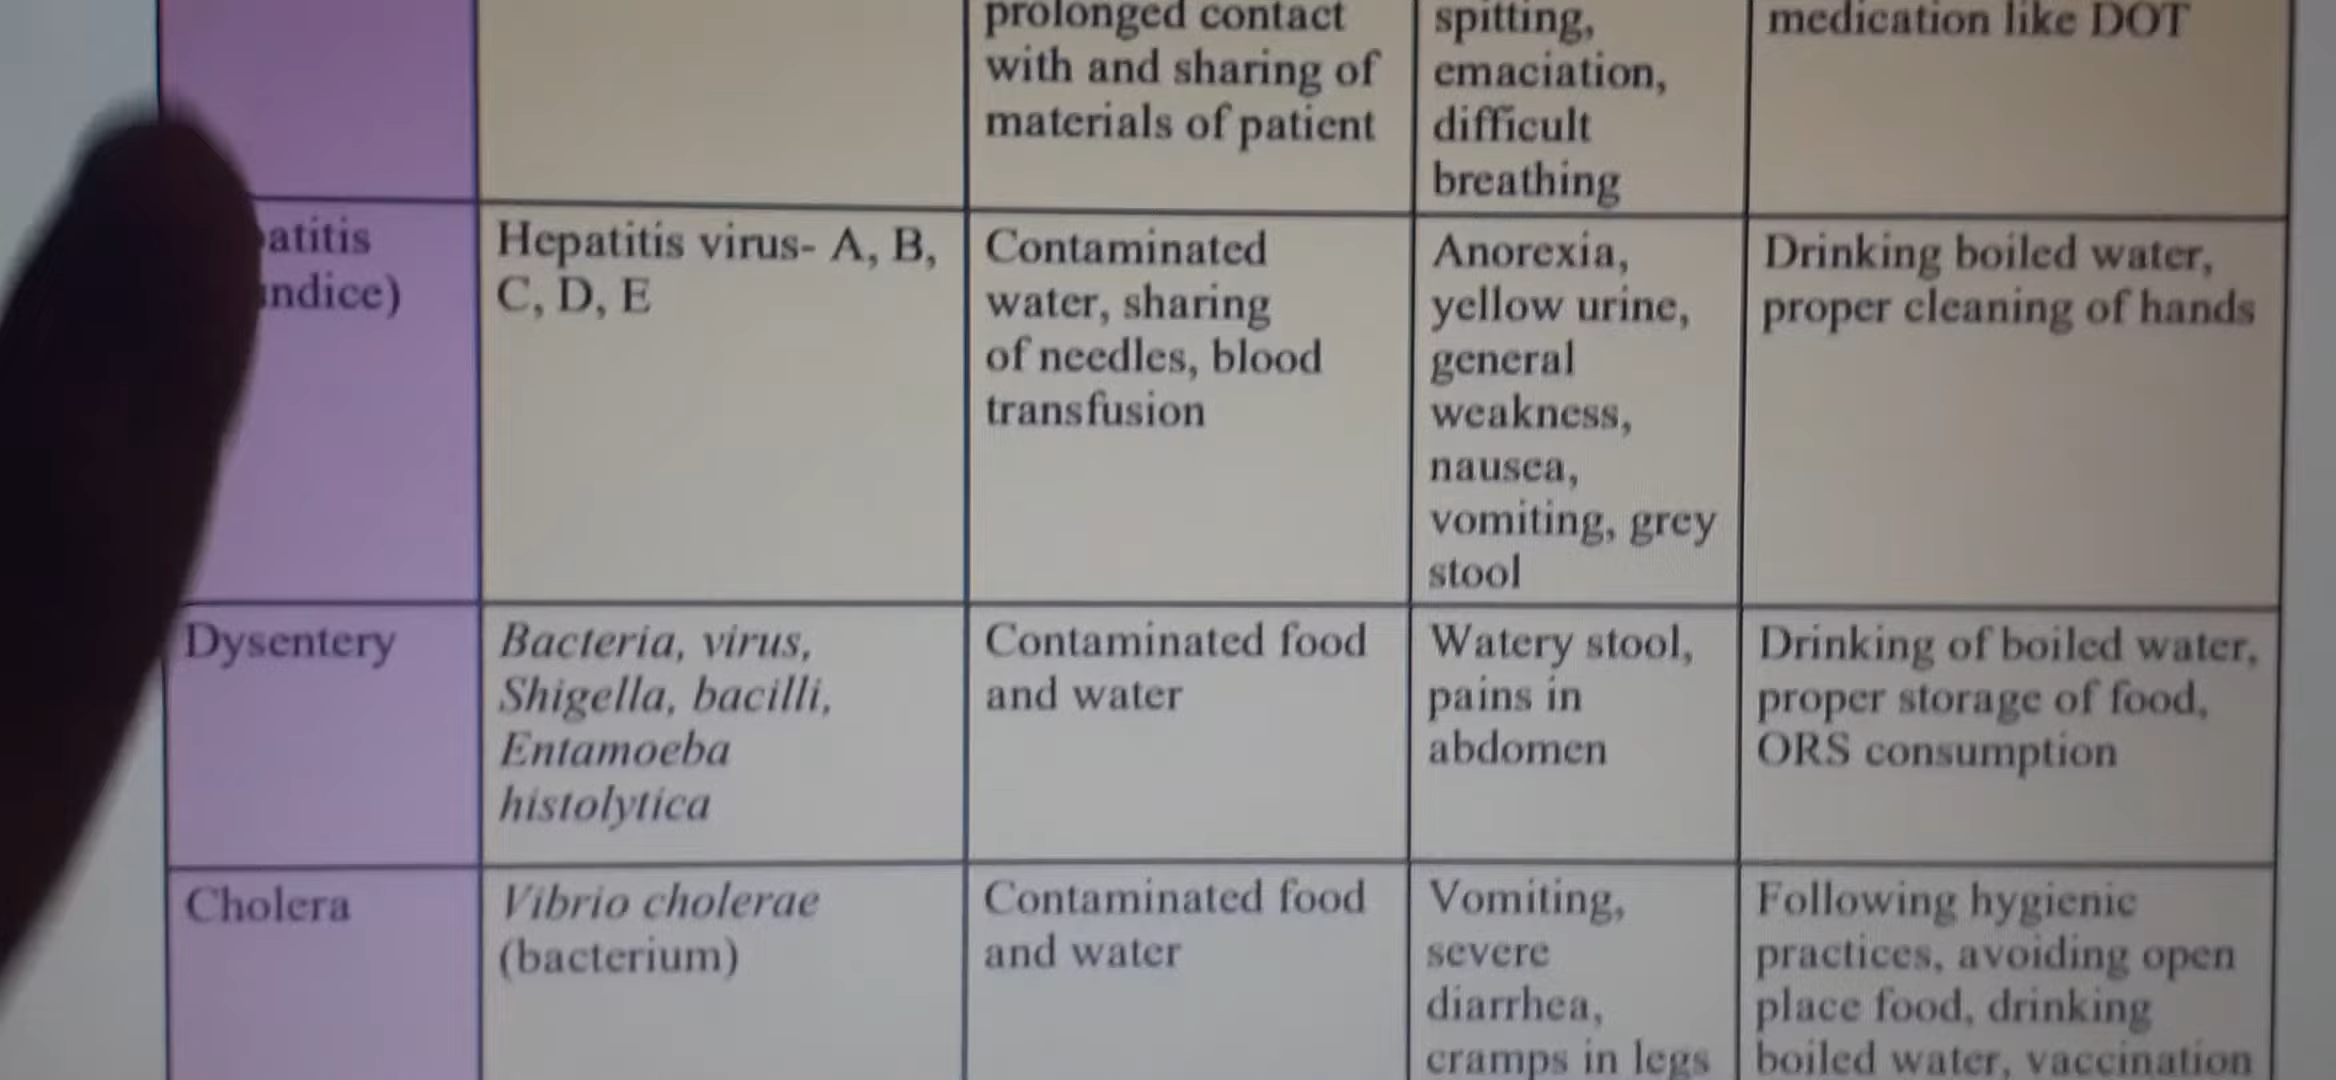 prolonged contact
with and sharing of
materials of patient
spitting,
emaciation,
difficult
breathing
medication like DOT
atitis
ndice)
Hepatitis virus- A, B,
C, D, E
Contaminated
water, sharing
of needles, blood
transfusion
Anorexia,
yellow urine,
general
weakness,
nausea,
vomiting, grey
stool
Drinking boiled water,
proper cleaning of hands
Dysentery
Bacteria, virus,
Shigella, bacilli,
Entamoeba
histolytica
Contaminated food
and water
Watery stool,
pains in
abdomen
Drinking of boiled water,
proper storage of food,
ORS consumption
Cholera
Vibrio cholerae
(bacterium)
Contaminated food
and water
Vomiting,
severe
diarrhea,
cramps in legs
Following hygienic
practices, avoiding open
place food, drinking
boiled water, vaccination